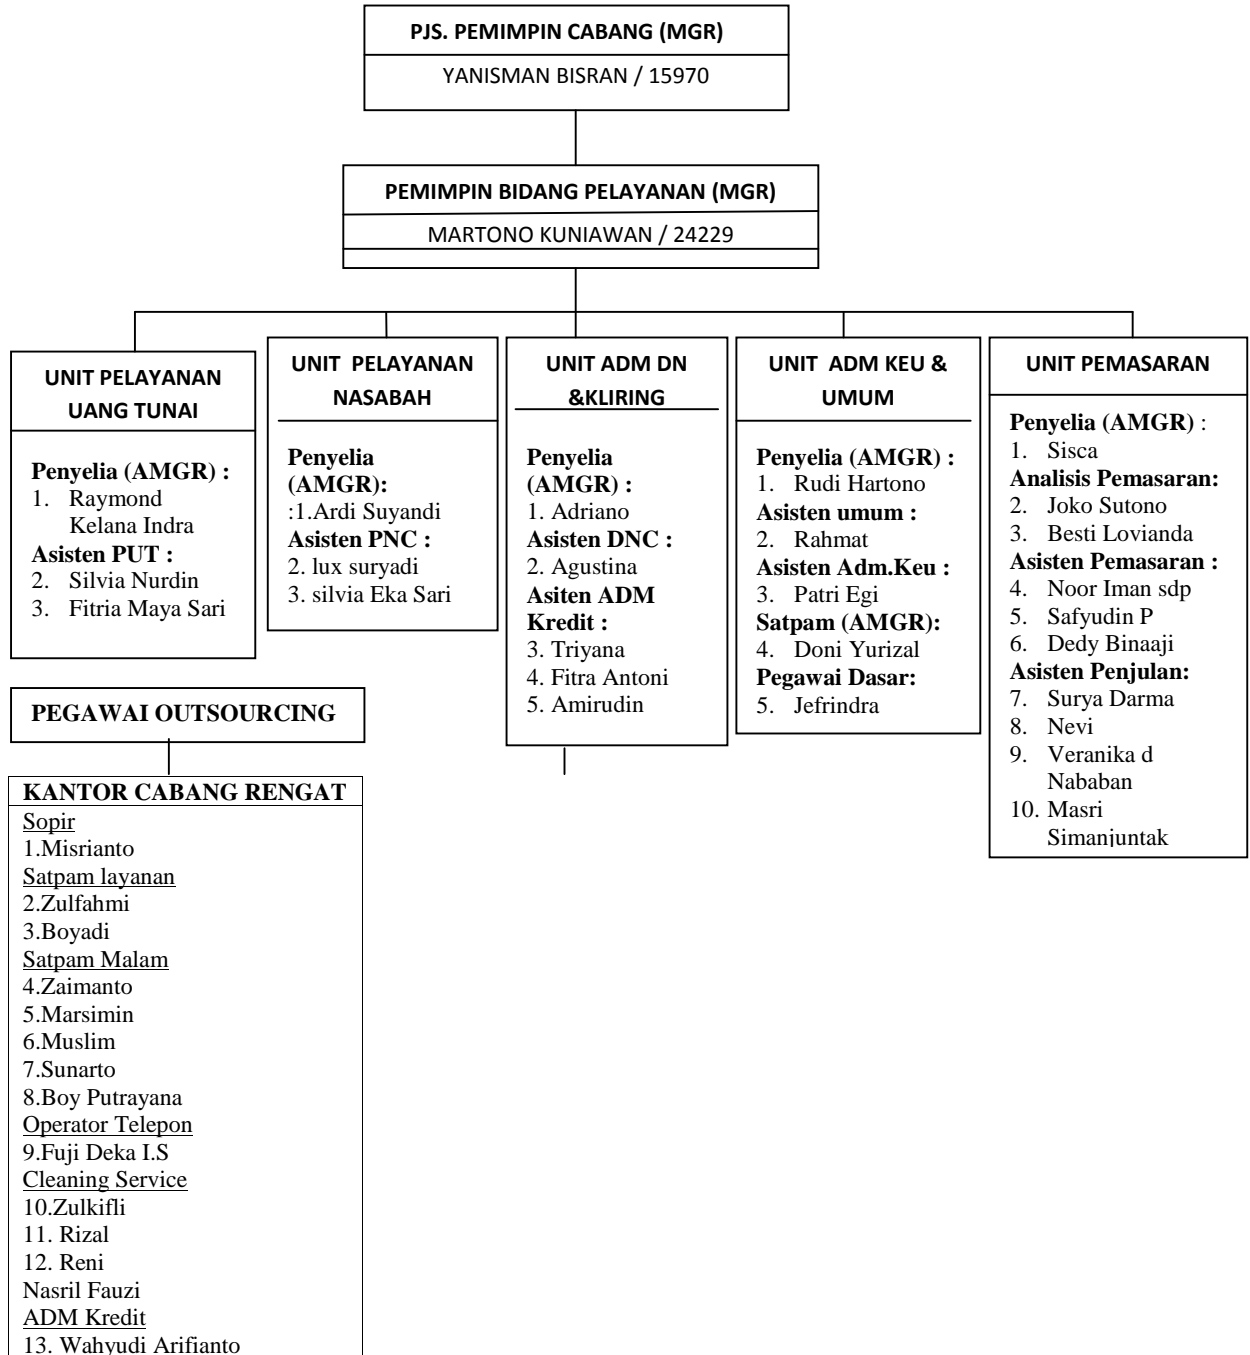 PJS. PEMIMPIN CABANG (MGR)
YANISMAN BISRAN / 15970
PEMIMPIN BIDANG PELAYANAN (MGR)
MARTONO KUNIAWAN / 24229
UNIT PELAYANAN
UANG TUNAI
Penyelia (AMGR) :
1. Raymond
Kelana Indra
Asisten PUT :
2. Silvia Nurdin
3. Fitria Maya Sari
UNIT PELAYANAN
NASABAH
Penyelia
(AMGR):
:1.Ardi Suyandi
Asisten PNC :
2. lux suryadi
3. silvia Eka Sari
UNIT ADM DN
&KLIRING
Penyelia
(AMGR) :
1. Adriano
Asisten DNC :
2. Agustina
Asiten ADM
Kredit :
3. Triyana
4. Fitra Antoni
5. Amirudin
UNIT ADM KEU &
UMUM
Penyelia (AMGR) :
1. Rudi Hartono
Asisten umum :
2. Rahmat
Asisten Adm.Keu :
3. Patri Egi
Satpam (AMGR):
4. Doni Yurizal
Pegawai Dasar:
5. Jefrindra
UNIT PEMASARAN
Penyelia (AMGR) :
1. Sisca
Analisis Pemasaran:
2. Joko Sutono
3. Besti Lovianda
Asisten Pemasaran :
4. Noor Iman sdp
5. Safyudin P
6. Dedy Binaaji
Asisten Penjulan:
7. Surya Darma
8. Nevi
9. Veranika d
Nababan
10. Masri
Simanjuntak
PEGAWAI OUTSOURCING
KANTOR CABANG RENGAT
Sopir
1.Misrianto
Satpam layanan
2.Zulfahmi
3.Boyadi
Satpam Malam
4.Zaimanto
5.Marsimin
6.Muslim
7.Sunarto
8.Boy Putrayana
Operator Telepon
9.Fuji Deka I.S
Cleaning Service
10.Zulkifli
11. Rizal
12. Reni
Nasril Fauzi
ADM Kredit
13. Wahyudi Arifianto